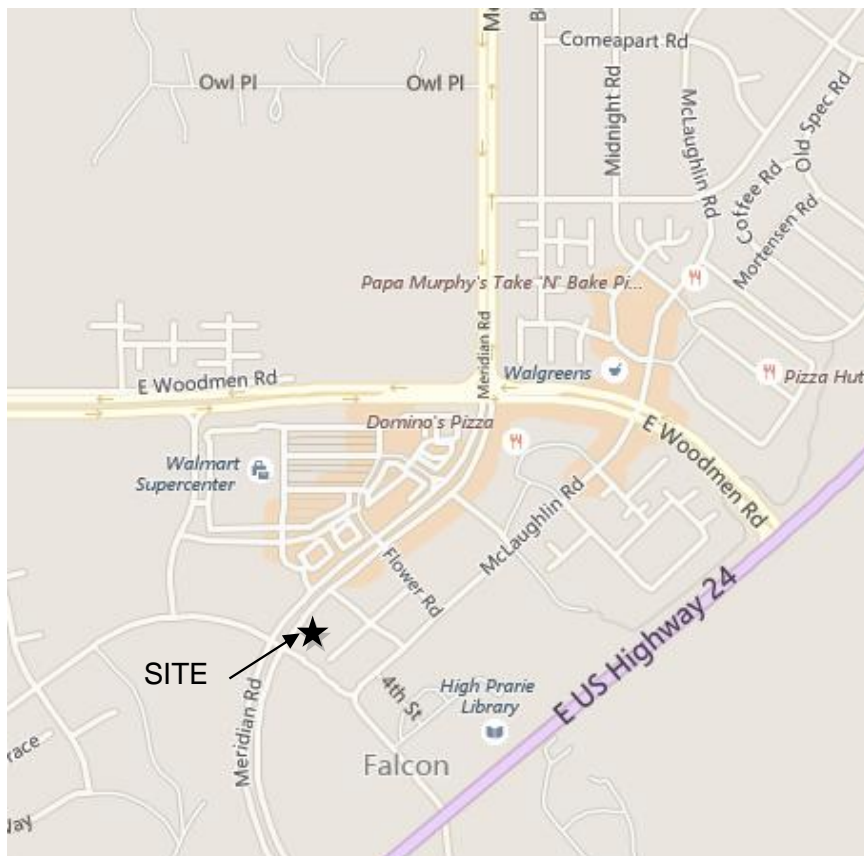 Me
B
Comeapart Rd
Owl Pl
Owl Pl
Midnight Rd
McLaughlin Rd
Old Spec Rd
Coffee Rd
Mortensen Rd
Papa Murphy's Take 'N' Bake Pi...
Meridian Rd
E Woodmen Rd
Walgreens
Pizza Hut
Domino's Pizza
E Woodmen Rd
Walmart
Supercenter
McLaughlin Rd
Flower Rd
E US Highway 24
SITE
4th St
High Prarie
Library
Meridian Rd
race
Falcon
Way